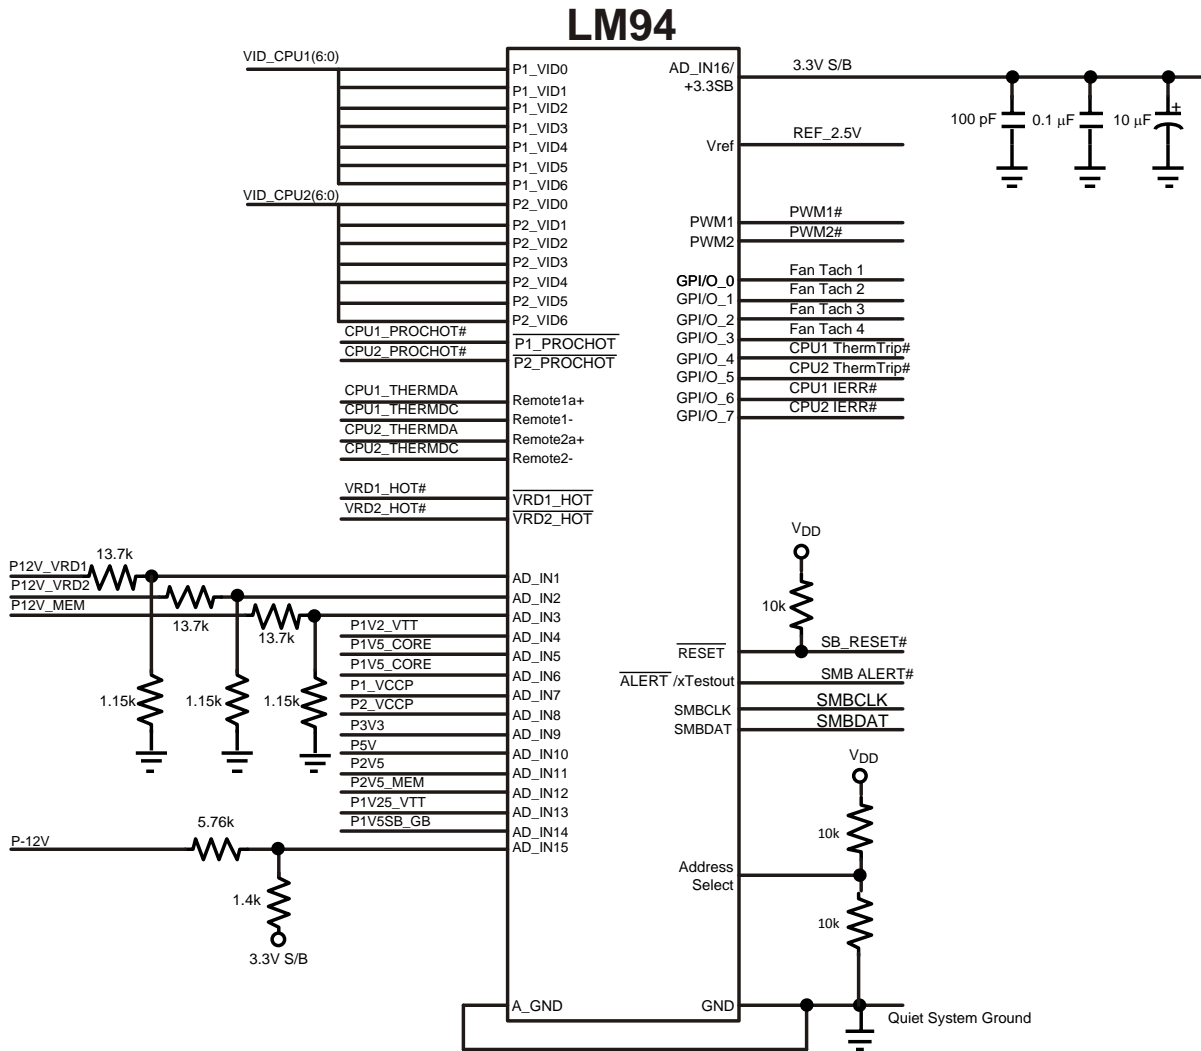 LM94
VID_CPU1(6:0)
P1_VID0
P1_VID1
P1_VID2
P1_VID3
P1_VID4
P1_VID5
P1_VID6
VID_CPU2(6:0)
P2_VID0
P2_VID1
P2_VID2
P2_VID3
P2_VID4
P2_VID5
P2_VID6
CPU1_PROCHOT#
P1_PROCHOT
CPU2_PROCHOT#
P2_PROCHOT
CPU1_THERMDA
Remote1a+
CPU1_THERMDC
Remote1-
CPU2_THERMDA
Remote2a+
CPU2_THERMDC
Remote2-
VRD1_HOT#
VRD1_HOT
VRD2_HOT#
VRD2_HOT
P12V_VRD1
13.7k
AD_IN1
P12V_VRD2
13.7k
AD_IN2
P12V_MEM
13.7k
AD_IN3
P1V2_VTT
AD_IN4
P1V5_CORE
AD_IN5
P1V5_CORE
AD_IN6
P1_VCCP
AD_IN7
P2_VCCP
AD_IN8
P3V3
AD_IN9
P5V
AD_IN10
P2V5
AD_IN11
P2V5_MEM
AD_IN12
P1V25_VTT
AD_IN13
P1V5SB_GB
AD_IN14
1.15k
1.15k
1.15k
P-12V
5.76k
AD_IN15
1.4k
3.3V S/B
A_GND
AD_IN16/
+3.3SB
3.3V S/B
100 pF
0.1 µF
10 µF
+
Vref
REF_2.5V
PWM1
PWM1#
PWM2
PWM2#
GPI/O_0
Fan Tach 1
GPI/O_1
Fan Tach 2
GPI/O_2
Fan Tach 3
GPI/O_3
Fan Tach 4
GPI/O_4
CPU1 ThermTrip#
GPI/O_5
CPU2 ThermTrip#
GPI/O_6
CPU1 IERR#
GPI/O_7
CPU2 IERR#
VDD
10k
RESET
SB_RESET#
ALERT /xTestout
SMB ALERT#
SMBCLK
SMBCLK
SMBDAT
SMBDAT
VDD
10k
Address
Select
10k
GND
Quiet System Ground